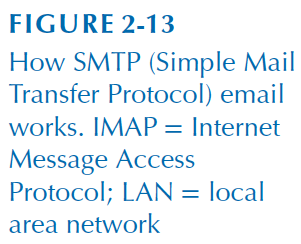 FIGURE 2-13
How SMTP (Simple Mail
Transfer Protocol) email
works. IMAP = Internet
Message Access
Protocol; LAN = local
area network